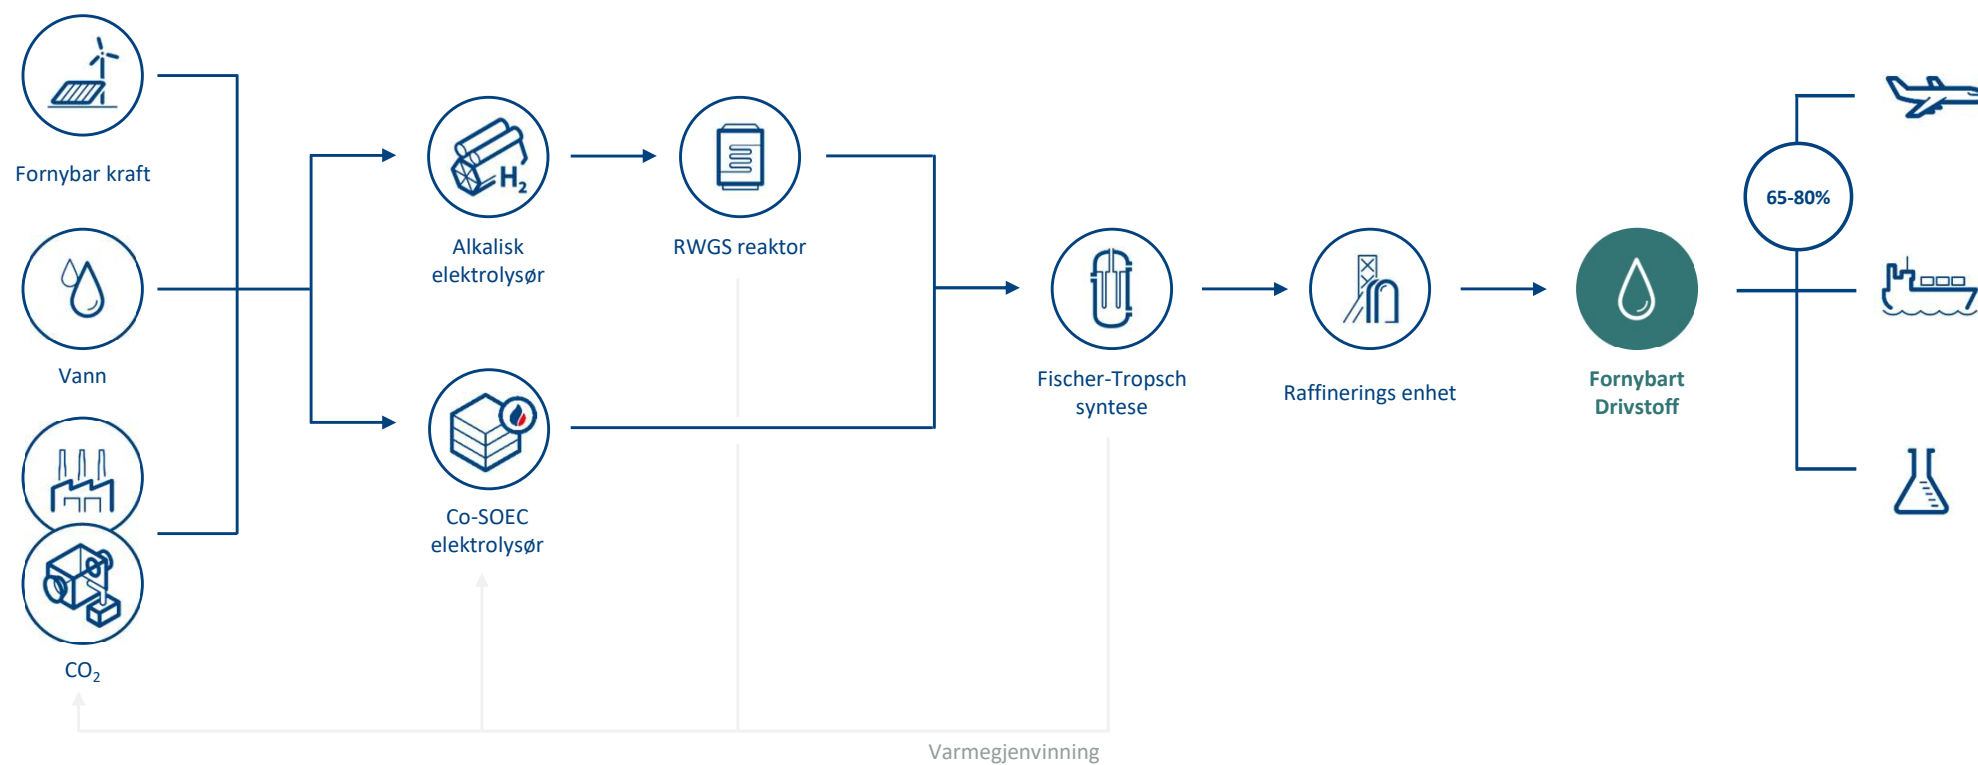 Fornybar kraft
Vann
CO₂
H₂
Alkalisk
elektrolysør
RWGS reaktor
Co-SOEC
elektrolysør
Fischer-Tropsch
syntese
Raffinerings enhet
Fornybart
Drivstoff
65-80%
Varmegjenvinning